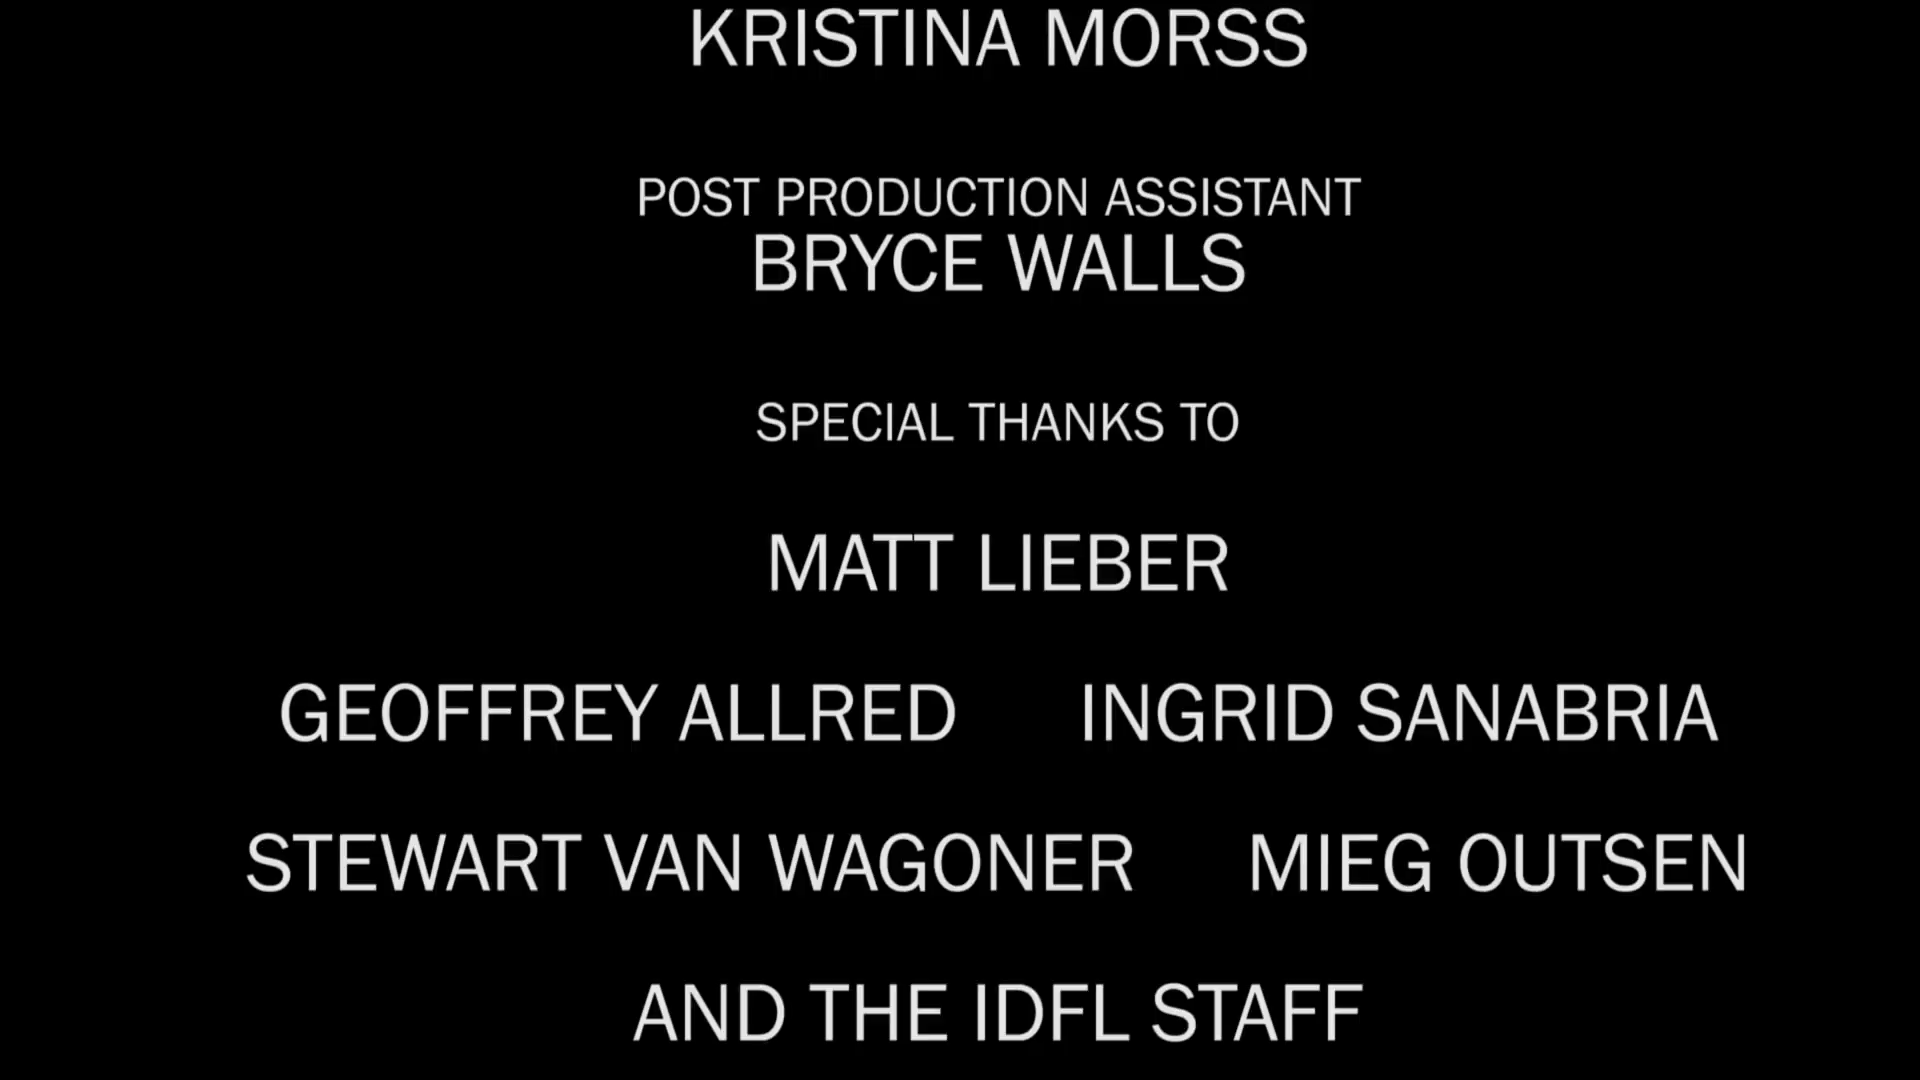 KRISTINA MORSS
POST PRODUCTION ASSISTANT
BRYCE WALLS
SPECIAL THANKS TO
MATT LIEBER
GEOFFREY ALLRED INGRID SANABRIA
STEWART VAN WAGONER MIEG OUTSEN
AND THE IDFL STAFF